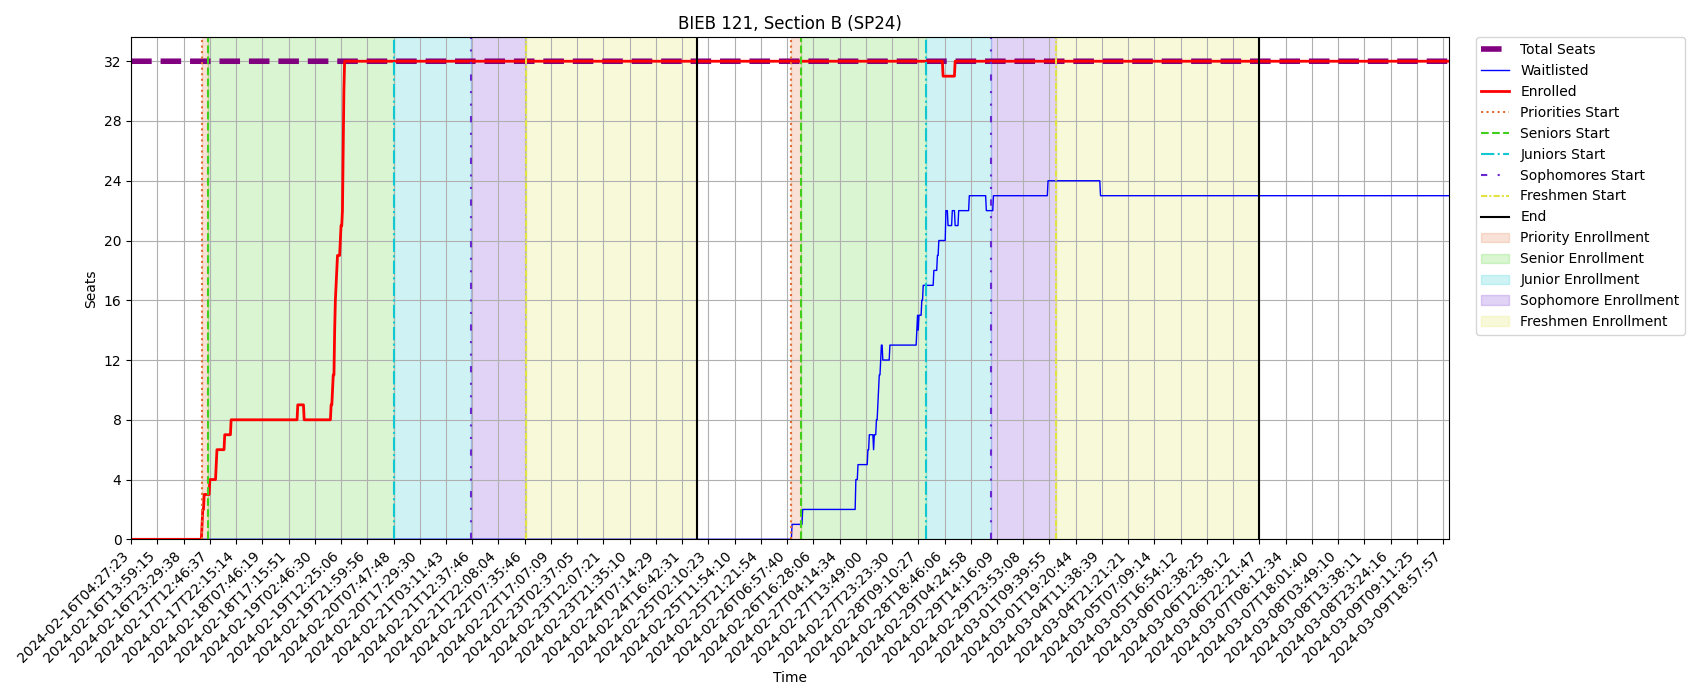 BIEB 121, Section B (SP24)
Seats
32
28
24
20
16
12
8
4
0
2024-02-16T04:27:23
2024-02-16T13:59:15
2024-02-16T23:29:38
2024-02-17T12:46:37
2024-02-17T22:15:14
2024-02-18T07:46:19
2024-02-18T17:15:51
2024-02-19T02:46:30
2024-02-19T12:25:06
2024-02-19T21:59:56
2024-02-20T07:47:48
2024-02-20T17:29:30
2024-02-21T03:11:43
2024-02-21T12:37:46
2024-02-21T22:08:04
2024-02-22T07:35:46
2024-02-22T17:07:09
2024-02-23T02:37:05
2024-02-23T12:07:21
2024-02-23T21:35:10
2024-02-24T07:14:29
2024-02-24T16:42:31
2024-02-25T02:10:23
2024-02-25T11:54:10
2024-02-25T21:21:54
2024-02-26T06:57:40
2024-02-26T16:28:06
2024-02-27T04:14:34
2024-02-27T13:49:00
2024-02-27T23:23:30
2024-02-28T09:10:27
2024-02-28T18:46:06
2024-02-29T04:24:58
2024-02-29T14:16:09
2024-02-29T23:53:08
2024-03-01T09:39:55
2024-03-01T19:20:44
2024-03-04T11:38:39
2024-03-04T21:21:21
2024-03-05T07:09:14
2024-03-05T16:54:12
2024-03-06T02:38:25
2024-03-06T12:38:12
2024-03-06T22:21:47
2024-03-07T08:12:34
2024-03-07T18:01:40
2024-03-08T03:49:10
2024-03-08T13:38:11
2024-03-08T23:24:16
2024-03-09T09:11:25
2024-03-09T18:57:57
Time
Total Seats
Waitlisted
Enrolled
Priorities Start
Seniors Start
Juniors Start
Sophomores Start
Freshmen Start
End
Priority Enrollment
Senior Enrollment
Junior Enrollment
Sophomore Enrollment
Freshmen Enrollment